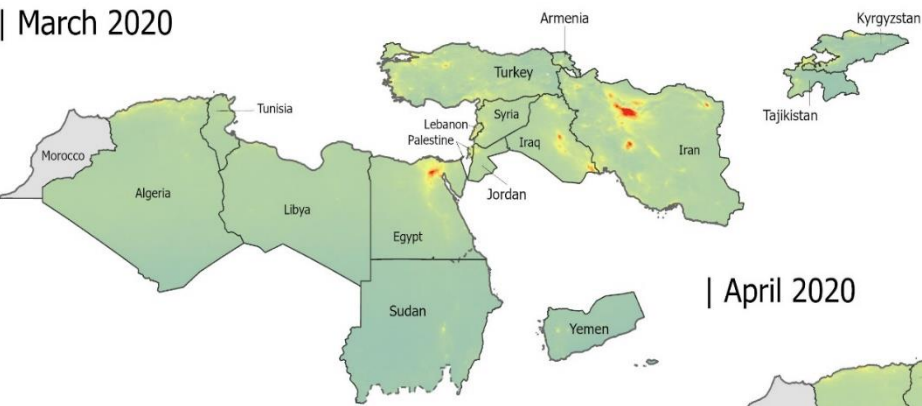 | March 2020
Armenia
Kyrgyzstan
Turkey
Tajikistan
Tunisia
Lebanon
Syria
Palestine
Iraq
Iran
Morocco
Algeria
Jordan
Libya
Egypt
| April 2020
Sudan
Yemen